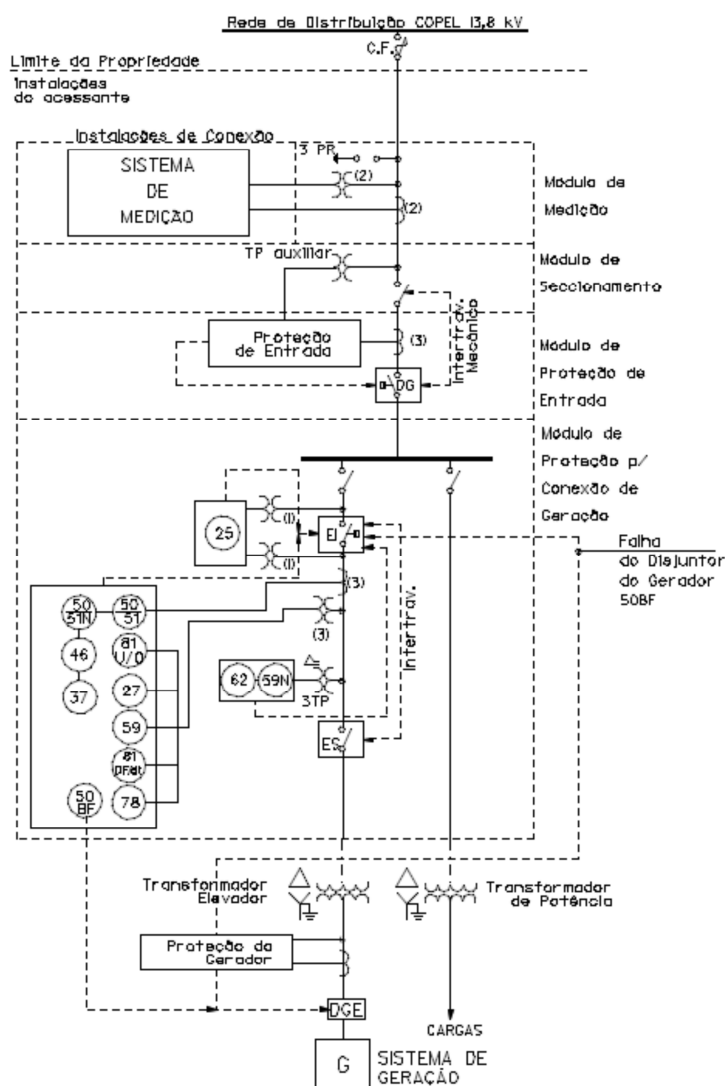 Rede de Distribuição COPEL 13,8 kV
C.F.
Limite da Propriedade
Instalações
do acessante
Instalações de Conexão
3 PR
SISTEMA
DE
MEDIÇÃO
(2)
(2)
Módulo de
Medição
TP auxiliar
Módulo de
Seccionamento
Proteção
de Entrada
(3)
Intertrav.
Mecânico
DG
Módulo de
Proteção de
Entrada
Módulo de
Proteção p/
Conexão de
Geração
25
(1)
(1)
EI
Falha
do Disjuntor
do Gerador
50BF
50
51N
50
51
(3)
(3)
Intertrav.
46
81
U/O
37
27
62
59N
3TP
59
ES
81
DF/dt
50
BF
78
Transformador
Elevador
Transformador
de Potência
Proteção do
Gerador
DGE
CARGAS
G
SISTEMA DE
GERAÇÃO